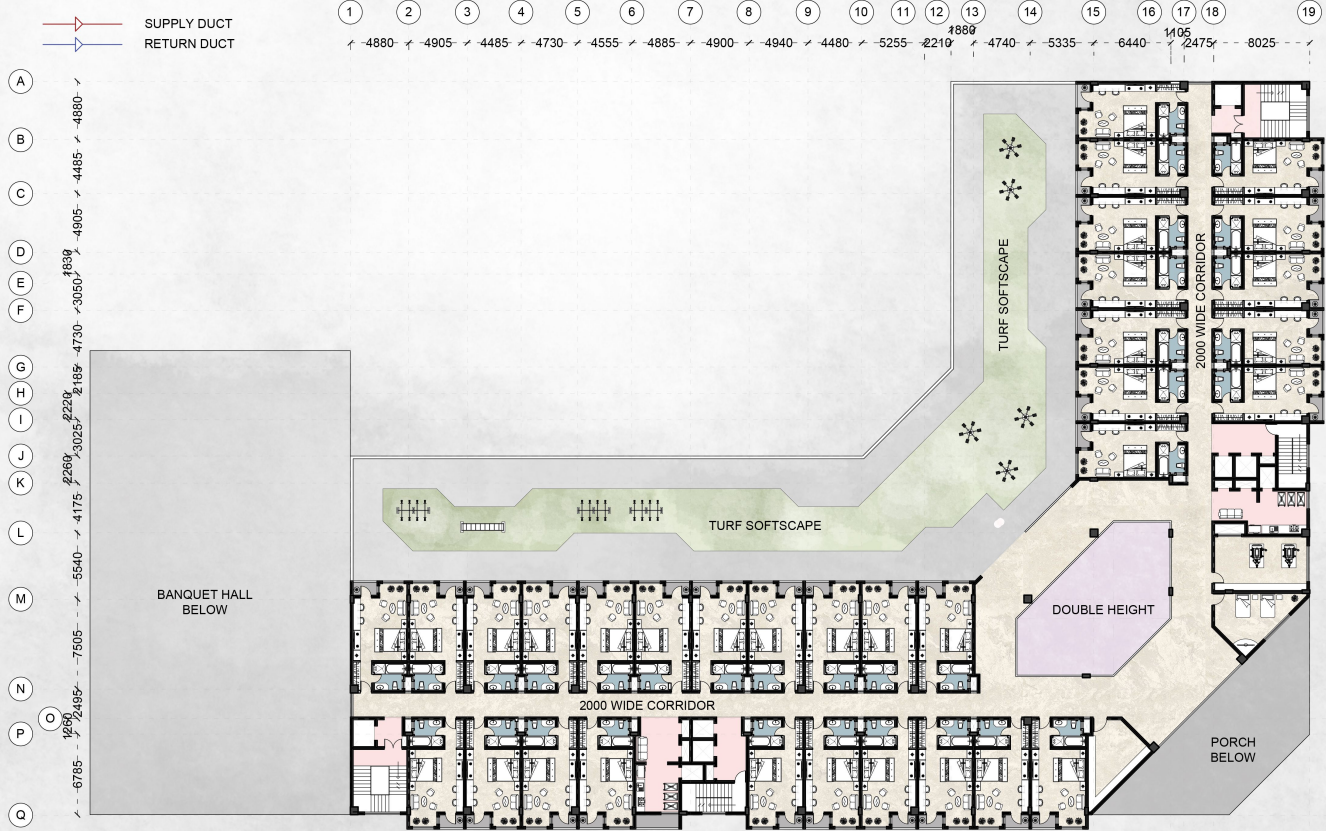 SUPPLY DUCT
RETURN DUCT
1 2 3 4 5 6 7 8 9 10 11 12 13 14 15 16 17 18 19
4880 4905 4485 4730 4555 4885 4900 4940 4480 5255 2210 1880 4740 5335 6440 1105 2475 8025
A
4880
B
4485
C
4905
D
1830
E
3050
F
4730
G
2185
H
2220
I
3025
J
2260
K
4175
L
5540
M
7505
N
2495
O
1260
P
6785
Q
TURF SOFTSCAPE
2000 WIDE CORRIDOR
TURF SOFTSCAPE
BANQUET HALL
BELOW
DOUBLE HEIGHT
2000 WIDE CORRIDOR
PORCH
BELOW